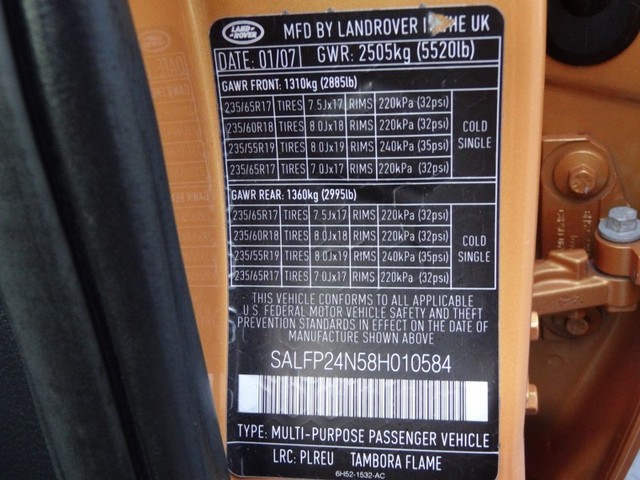 LAND ROVER
MFD BY LANDROVER IN THE UK
DATE: 01/07 GWR: 2505kg (5520lb)
GAWR FRONT: 1310kg (2885lb)
235/65R17 TIRES 7.5Jx17 RIMS 220kPa (32psi)
235/60R18 TIRES 8.0Jx18 RIMS 220kPa (32psi)
235/55R19 TIRES 8.0Jx19 RIMS 240kPa (35psi)
235/65R17 TIRES 7.0Jx17 RIMS 220kPa (32psi)
COLD
SINGLE
GAWR REAR: 1360kg (2995lb)
235/65R17 TIRES 7.5Jx17 RIMS 220kPa (32psi)
235/60R18 TIRES 8.0Jx18 RIMS 220kPa (32psi)
235/55R19 TIRES 8.0Jx19 RIMS 240kPa (35psi)
235/65R17 TIRES 7.0Jx17 RIMS 220kPa (32psi)
COLD
SINGLE
THIS VEHICLE CONFORMS TO ALL APPLICABLE
U.S. FEDERAL MOTOR VEHICLE SAFETY AND THEFT
PREVENTION STANDARDS IN EFFECT ON THE DATE OF
MANUFACTURE SHOWN ABOVE.
SALFP24N58H010584
TYPE: MULTI-PURPOSE PASSENGER VEHICLE
LRC: PLREU TAMBORA FLAME
6H52-1532-AC